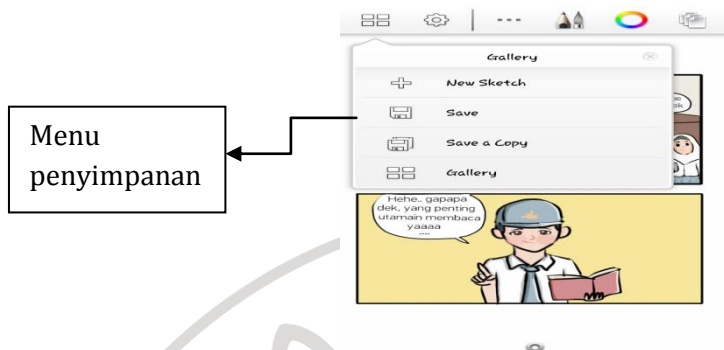 Gallery
New Sketch
Save
Save a Copy
Gallery
Menu
penyimpanan
Hehe.. gapapa
dek, yang penting
utamain membaca
yaaaa
....